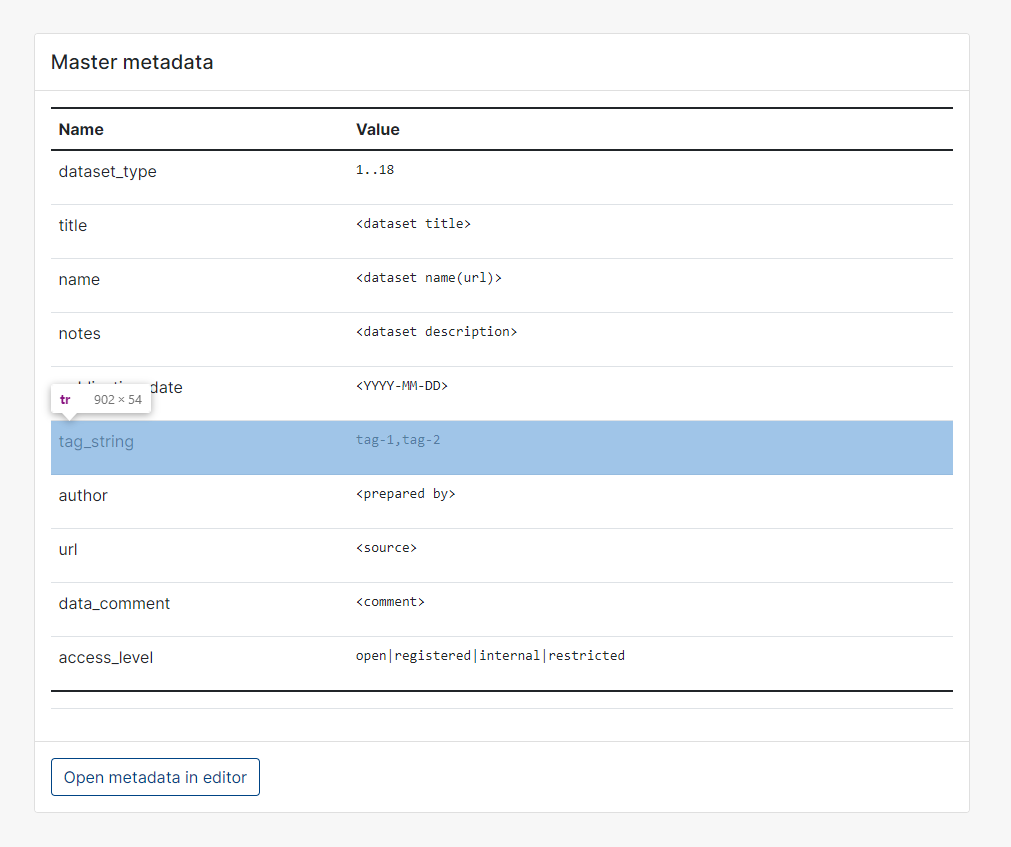 Master metadata
Name Value
dataset_type 1..18
title <dataset title>
name <dataset name(url)>
notes <dataset description>
date <YYYY-MM-DD>
tr 902 × 54
tag_string tag-1,tag-2
author <prepared by>
url <source>
data_comment <comment>
access_level open|registered|internal|restricted
Open metadata in editor